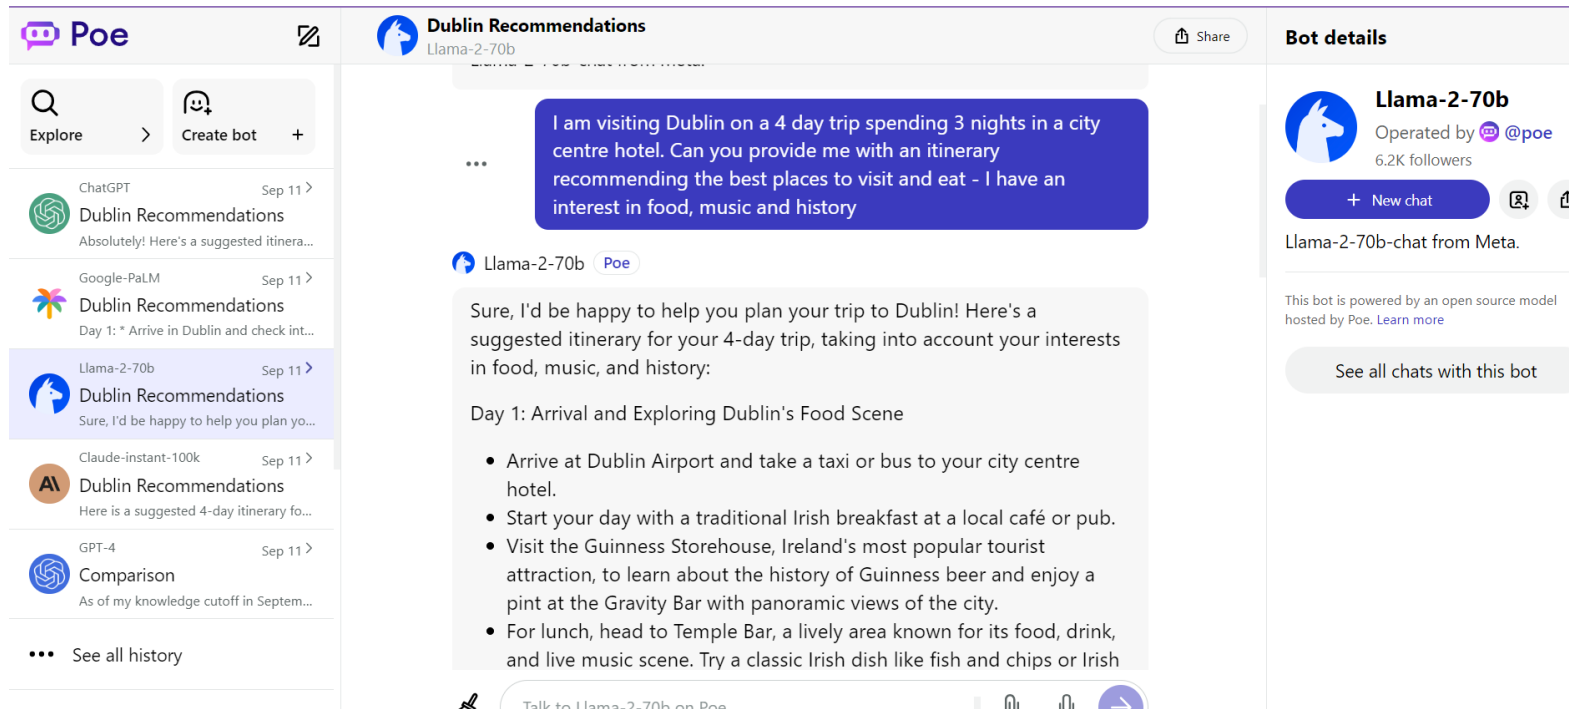 Poe
Explore
Create bot +
ChatGPT
Sep 11
Dublin Recommendations
Absolutely! Here's a suggested itinera...
Google-PaLM
Sep 11
Dublin Recommendations
Day 1: * Arrive in Dublin and check int...
Llama-2-70b
Sep 11
Dublin Recommendations
Sure, I'd be happy to help you plan yo...
Claude-instant-100k
Sep 11
Dublin Recommendations
Here is a suggested 4-day itinerary fo...
GPT-4
Sep 11
Comparison
As of my knowledge cutoff in Septem...
See all history
Dublin Recommendations
Llama-2-70b
Share
Llama-2-70b-chat from Meta.
I am visiting Dublin on a 4 day trip spending 3 nights in a city
centre hotel. Can you provide me with an itinerary
recommending the best places to visit and eat - I have an
interest in food, music and history
Llama-2-70b Poe
Sure, I'd be happy to help you plan your trip to Dublin! Here's a
suggested itinerary for your 4-day trip, taking into account your interests
in food, music, and history:
Day 1: Arrival and Exploring Dublin's Food Scene
• Arrive at Dublin Airport and take a taxi or bus to your city centre
hotel.
• Start your day with a traditional Irish breakfast at a local café or pub.
• Visit the Guinness Storehouse, Ireland's most popular tourist
attraction, to learn about the history of Guinness beer and enjoy a
pint at the Gravity Bar with panoramic views of the city.
• For lunch, head to Temple Bar, a lively area known for its food, drink,
and live music scene. Try a classic Irish dish like fish and chips or Irish
Talk to Llama-2-70b on Poe
Bot details
Llama-2-70b
Operated by @poe
6.2K followers
+ New chat
Llama-2-70b-chat from Meta.
This bot is powered by an open source model
hosted by Poe. Learn more
See all chats with this bot